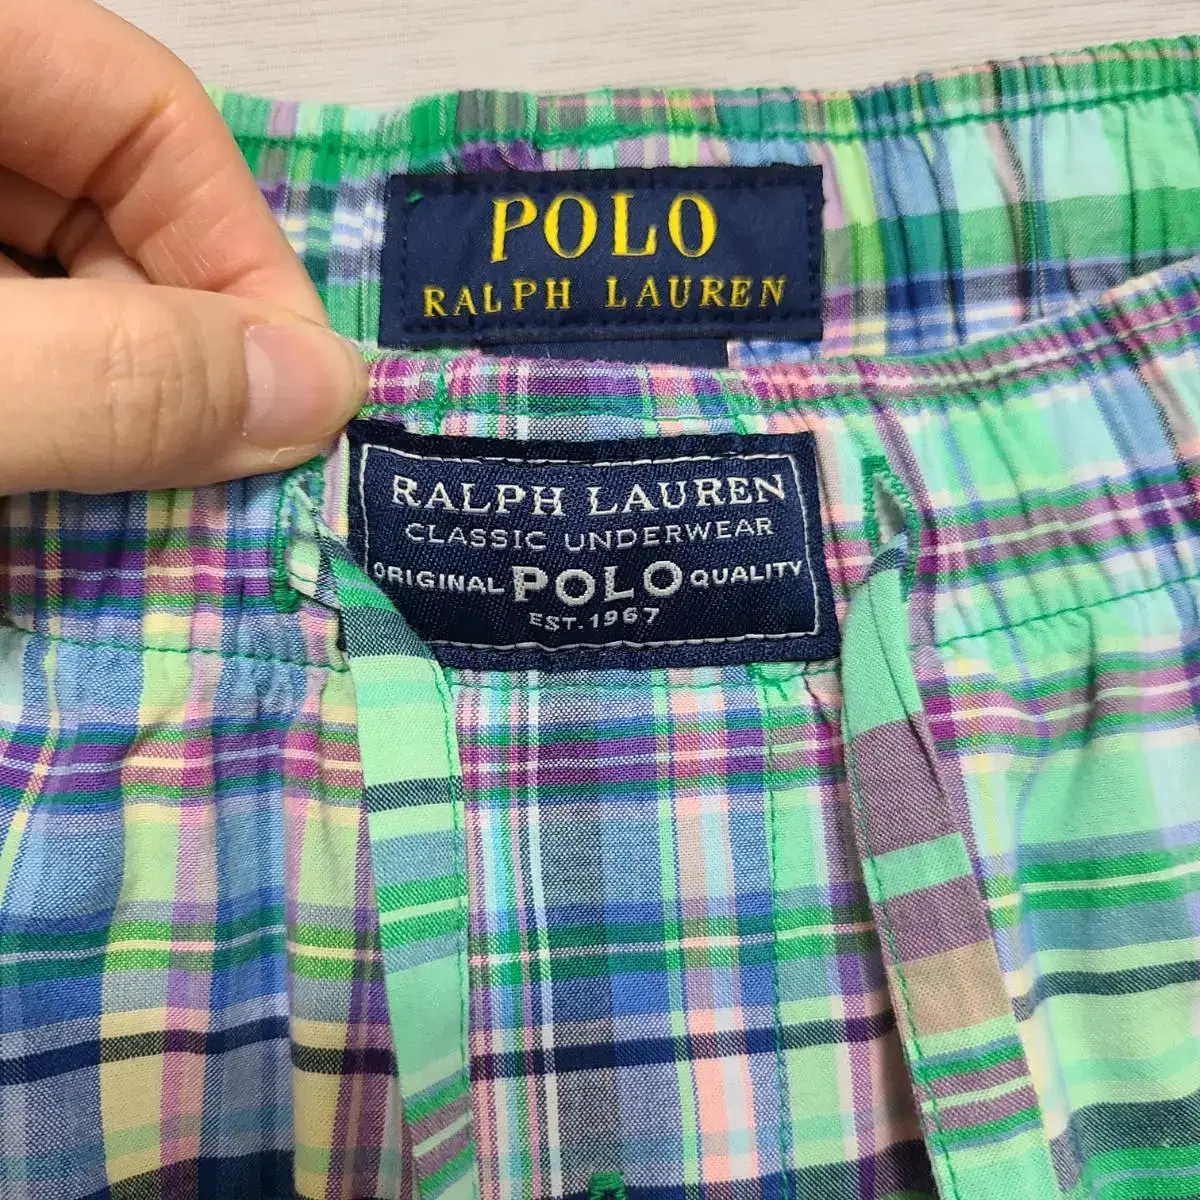 POLO
RALPH LAUREN
RALPH LAUREN
CLASSIC UNDERWEAR
ORIGINAL POLO QUALITY
EST. 1967